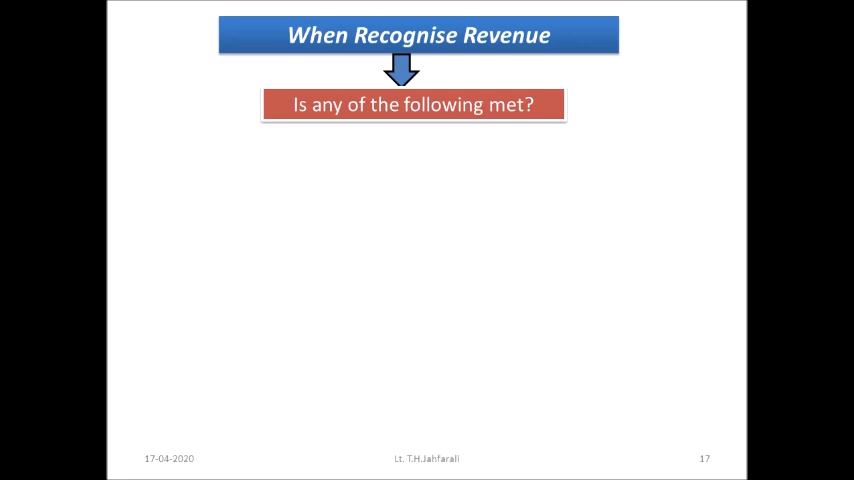 When Recognise Revenue
Is any of the following met?
17-04-2020
Lt. T.H.Jahfarali
17